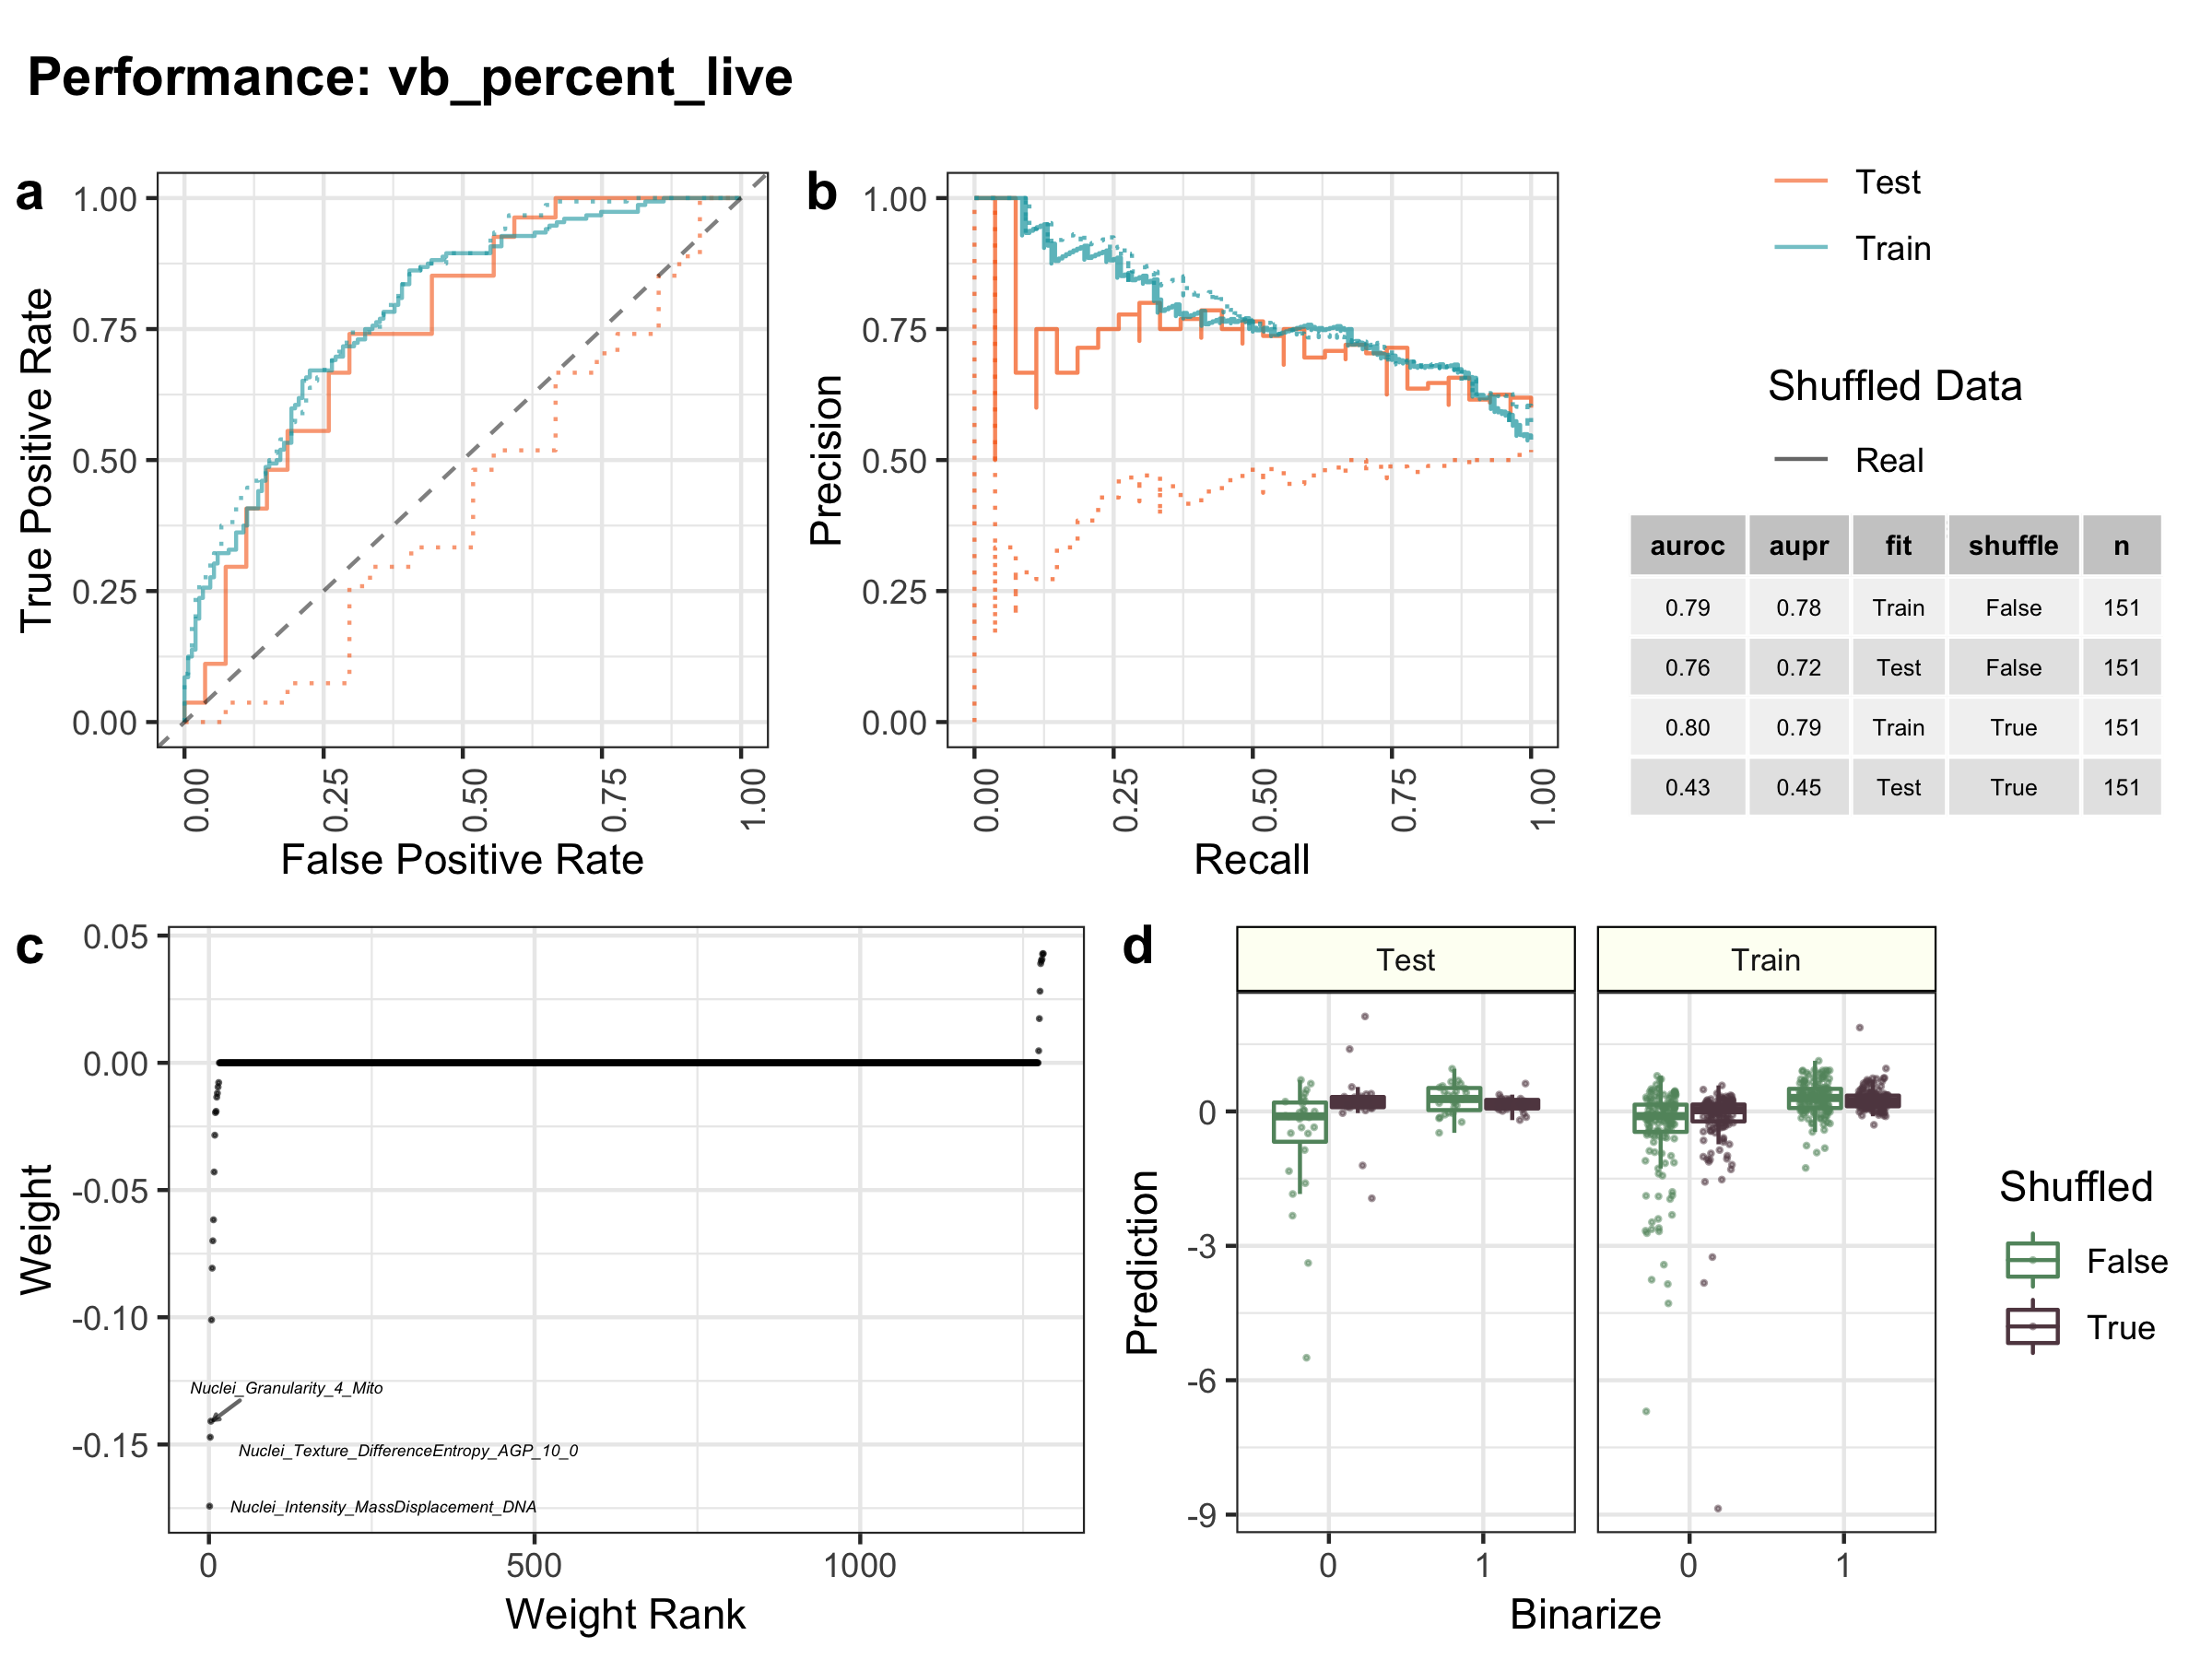 Performance: vb_percent_live
a
1.00
0.75
0.50
0.25
0.00
True Positive Rate
0.00
0.25
0.50
0.75
1.00
False Positive Rate
b
1.00
0.75
0.50
0.25
0.00
Precision
0.00
0.25
0.50
0.75
1.00
Recall
Test
Train
Shuffled Data
Real
auroc aupr fit shuffle n
0.79 0.78 Train False 151
0.76 0.72 Test False 151
0.80 0.79 Train True 151
0.43 0.45 Test True 151
c
0.05
0.00
-0.05
-0.10
-0.15
Weight
Nuclei_Granularity_4_Mito
Nuclei_Texture_DifferenceEntropy_AGP_10_0
Nuclei_Intensity_MassDisplacement_DNA
0 500 1000
Weight Rank
d
Test Train
0
-3
-6
-9
Prediction
0 1 0 1
Binarize
Shuffled
False
True